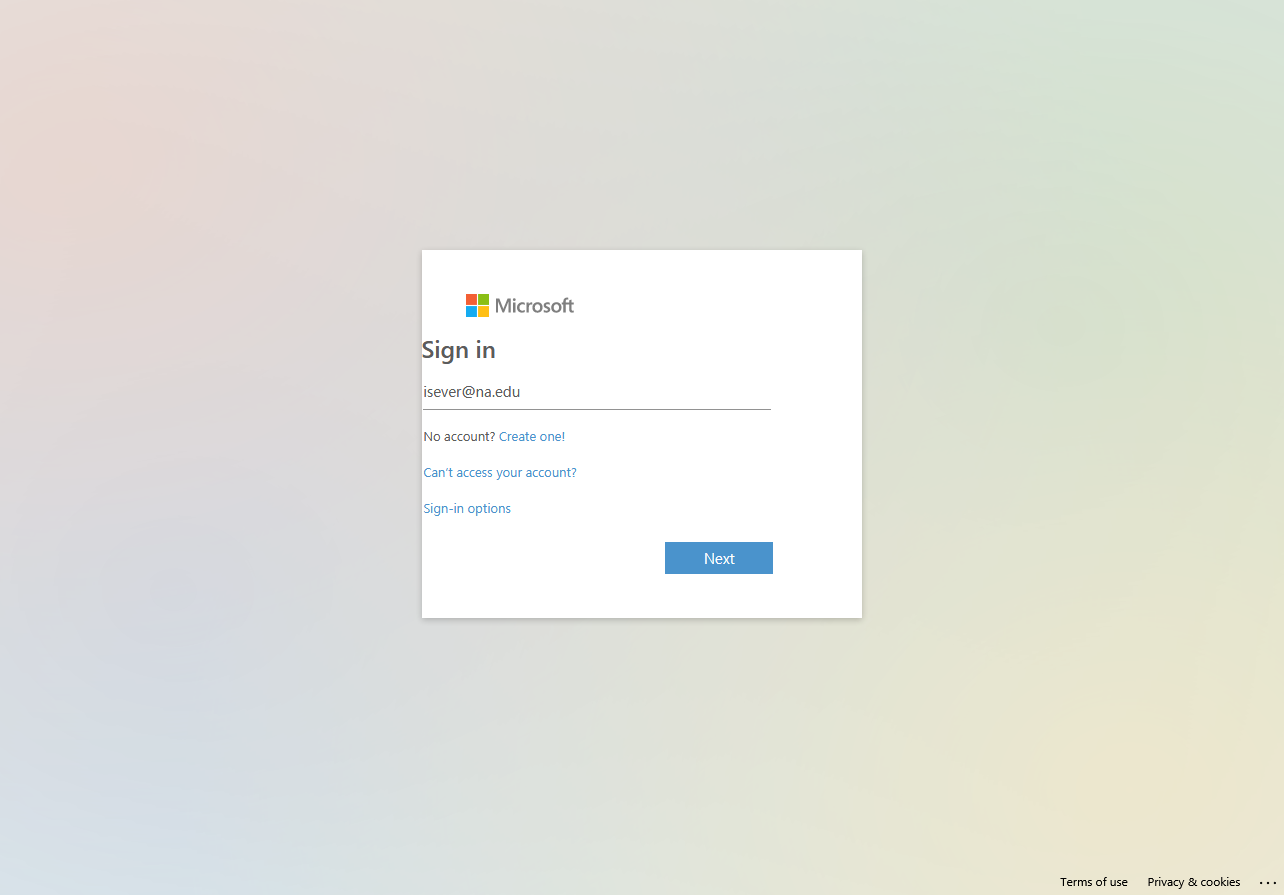 Microsoft
Sign in
isever@na.edu
No account? Create one!
Can't access your account?
Sign-in options
Next
Terms of use Privacy & cookies ...